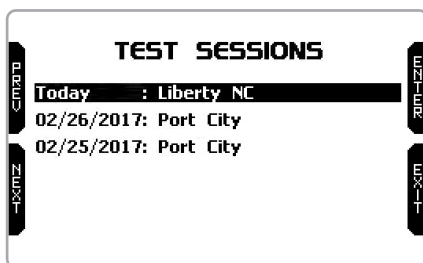 TEST SESSIONS
PREV
ENTER
Today : Liberty NC
02/26/2017: Port City
02/25/2017: Port City
NEXT
EXIT